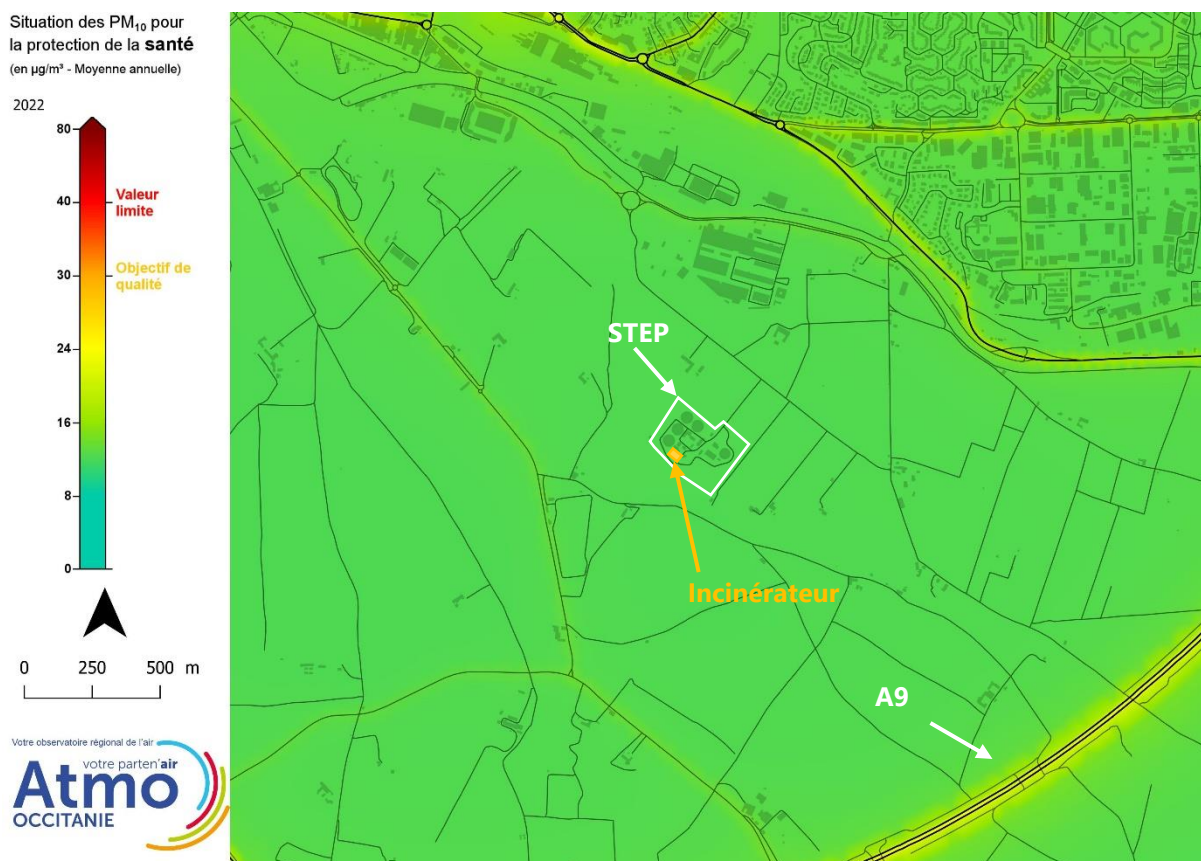 Situation des PM₁₀ pour
la protection de la santé
(en µg/m³ - Moyenne annuelle)
2022
80
40
Valeur
limite
30
Objectif de
qualité
24
16
8
0
0 250 500 m
Votre observatoire régional de l'air
votre parten'air
Atmo
OCCITANIE
STEP
Incinérateur
A9